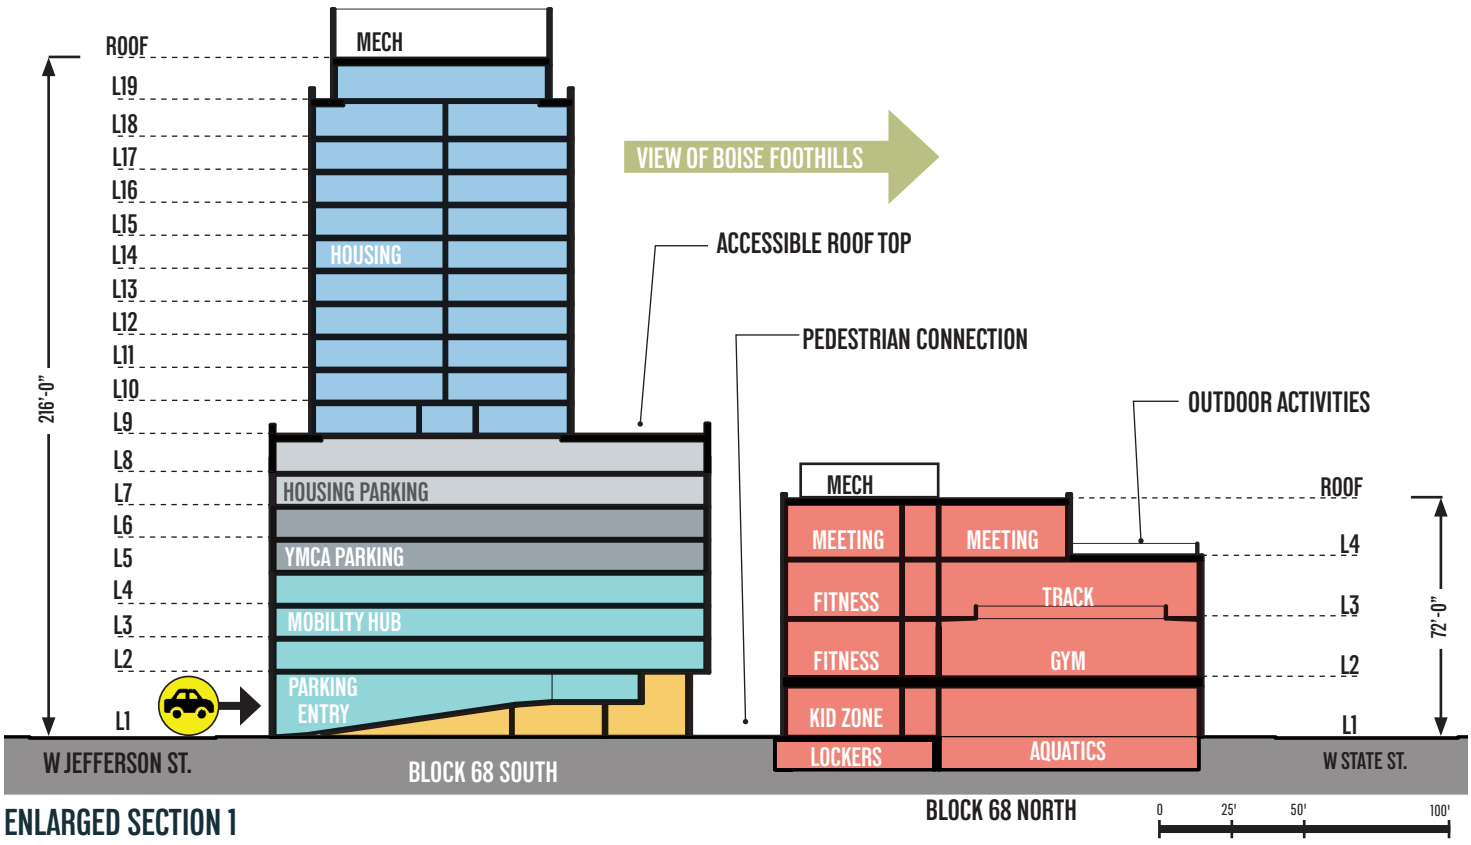 MECH
ROOF
L19
L18
L17
L16
L15
L14
L13
L12
L11
L10
L9
L8
L7
L6
L5
L4
L3
L2
L1
216'-0"
HOUSING
HOUSING PARKING
YMCA PARKING
MOBILITY HUB
PARKING
ENTRY
VIEW OF BOISE FOOTHILLS
ACCESSIBLE ROOF TOP
PEDESTRIAN CONNECTION
OUTDOOR ACTIVITIES
MECH
MEETING
MEETING
FITNESS
TRACK
FITNESS
GYM
KID ZONE
LOCKERS
AQUATICS
ROOF
L4
L3
L2
L1
72'-0"
W JEFFERSON ST.
BLOCK 68 SOUTH
W STATE ST.
BLOCK 68 NORTH
0 25' 50' 100'
ENLARGED SECTION 1